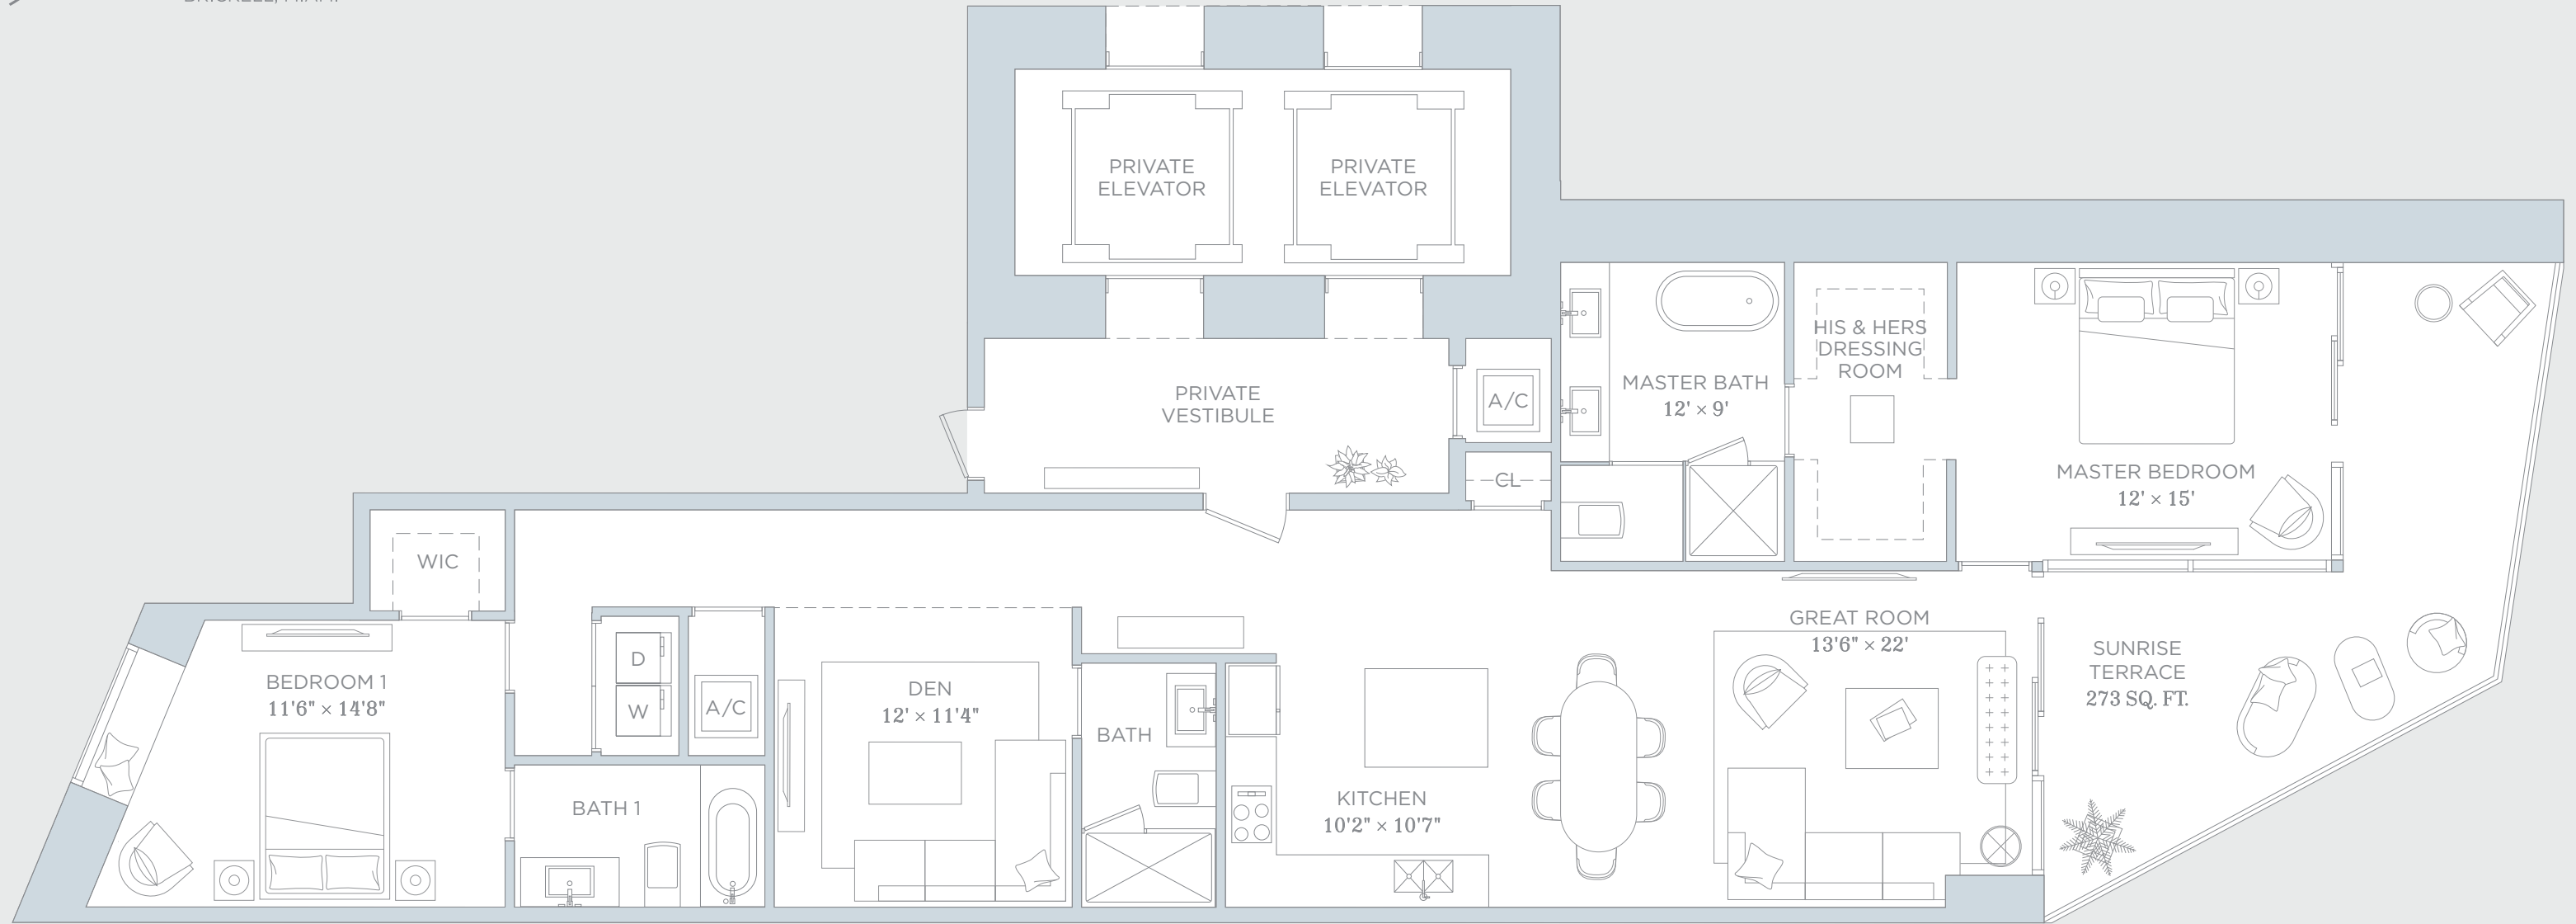 PRIVATE
ELEVATOR
PRIVATE
ELEVATOR
PRIVATE
VESTIBULE
A/C
CL
MASTER BATH
12' × 9'
HIS & HERS
DRESSING
ROOM
MASTER BEDROOM
12' × 15'
WIC
BEDROOM 1
11'6" × 14'8"
D
W
A/C
BATH 1
DEN
12' × 11'4"
BATH
KITCHEN
10'2" × 10'7"
GREAT ROOM
13'6" × 22'
SUNRISE
TERRACE
273 SQ. FT.